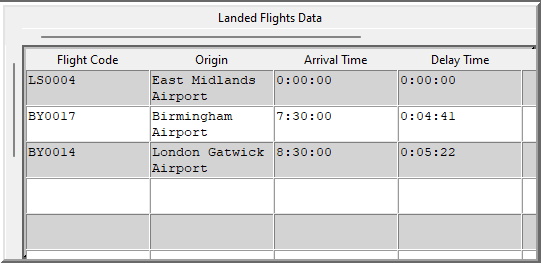 Landed Flights Data
Flight Code Origin Arrival Time Delay Time
LS0004 East Midlands 0:00:00 0:00:00
Airport
BY0017 Birmingham 7:30:00 0:04:41
Airport
BY0014 London Gatwick 8:30:00 0:05:22
Airport